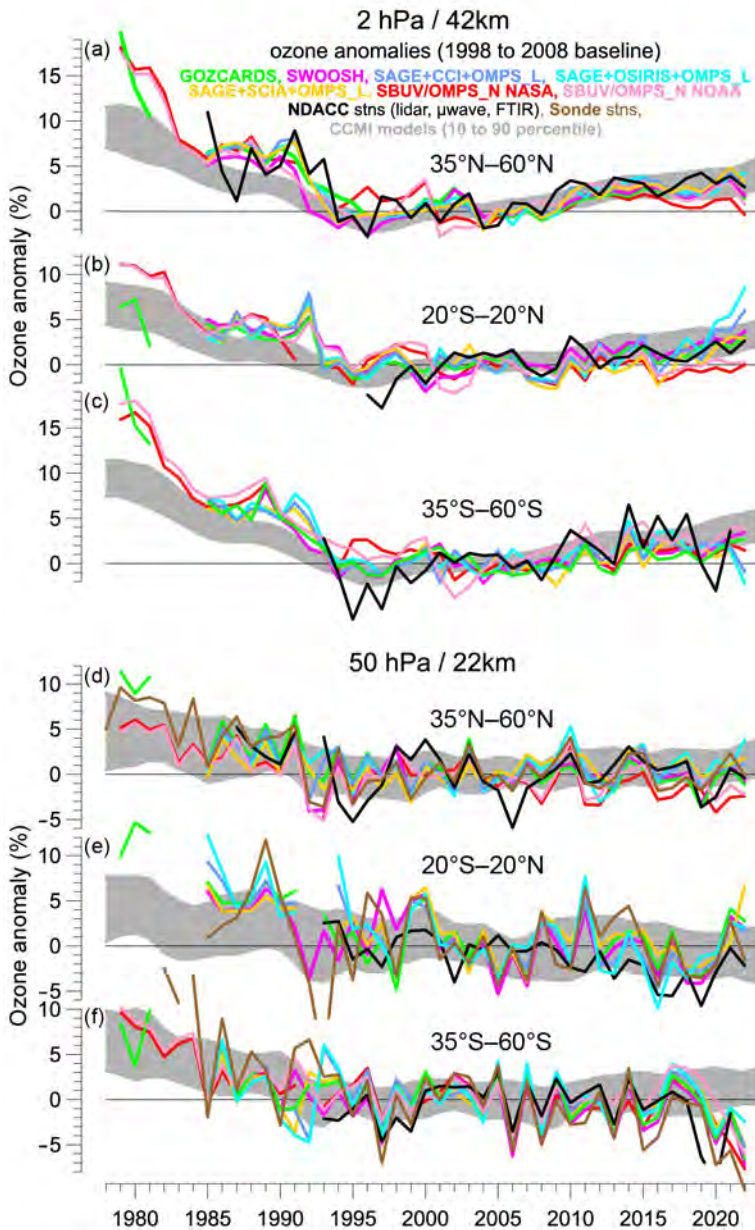 2 hPa / 42km
(a)
ozone anomalies (1998 to 2008 baseline)
GOZCARDS, SWOOSH, SAGE+CCI+OMPS_L, SAGE+OSIRIS+OMPS_L
SAGE+SCIA+OMPS_L, SBUV/OMPS_N NASA, SBUV/OMPS_N NOAA
NDACC stns (lidar, µwave, FTIR), Sonde stns,
CCMI models (10 to 90 percentile)
35°N–60°N
15
10
5
0
Ozone anomaly (%)
(b)
20°S–20°N
10
5
0
(c)
35°S–60°S
15
10
5
0
50 hPa / 22km
(d)
35°N–60°N
10
5
0
−5
Ozone anomaly (%)
(e)
20°S–20°N
10
5
0
−5
(f)
35°S–60°S
10
5
0
−5
1980 1985 1990 1995 2000 2005 2010 2015 2020